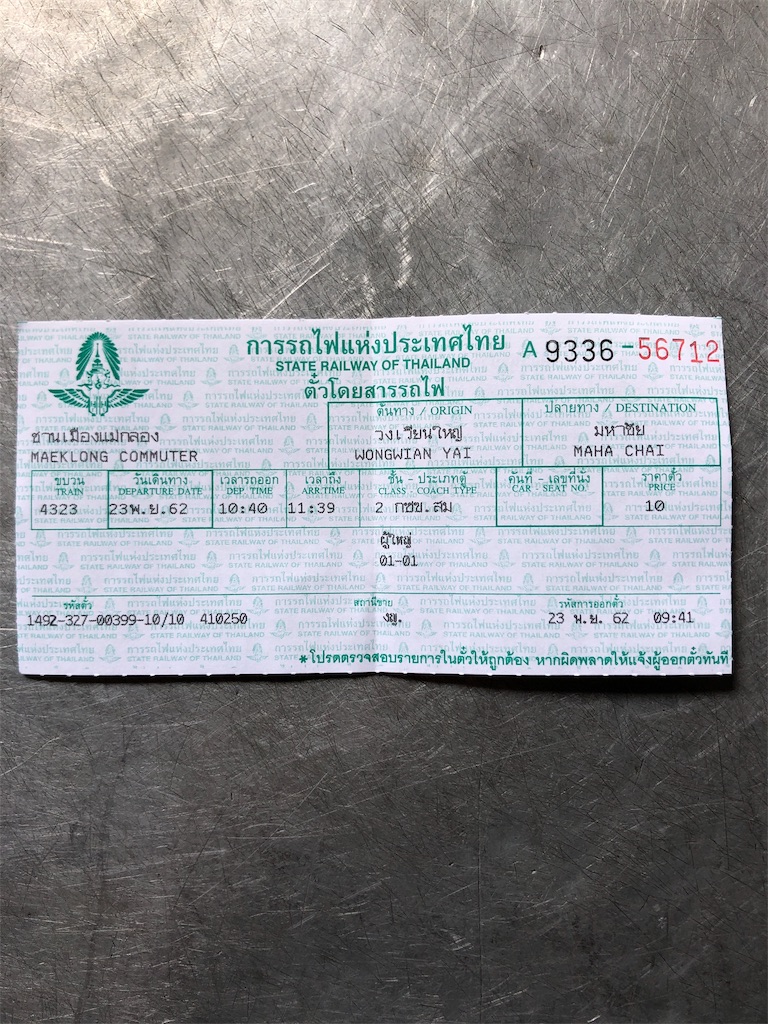 การรถไฟแห่งประเทศไทย
STATE RAILWAY OF THAILAND
ตั๋วโดยสารรถไฟ
A 9336 -56712
ชานเมืองแม่กลอง
MAEKLONG COMMUTER
ต้นทาง / ORIGIN
วงเวียนใหญ่
WONGWIAN YAI
ปลายทาง / DESTINATION
มหาชัย
MAHA CHAI
ขบวน วันเดินทาง เวลารถออก เวลาถึง ชั้น - ประเภทตู้ คันที่ - เลขที่นั่ง ราคาตั๋ว
TRAIN DEPARTURE DATE DEP. TIME ARR.TIME CLASS - COACH TYPE CAR - SEAT NO. PRICE
4323 23พ.ย.62 10:40 11:39 2 กซข.สม 10
ผู้ใหญ่
01-01
รหัสตั๋ว สถานีขาย รหัสการออกตั๋ว
1492-327-00399-10/10 410250 งญ. 23 พ.ย. 62 09:41
*โปรดตรวจสอบรายการในตั๋วให้ถูกต้อง หากผิดพลาดให้แจ้งผู้ออกตั๋วทันที